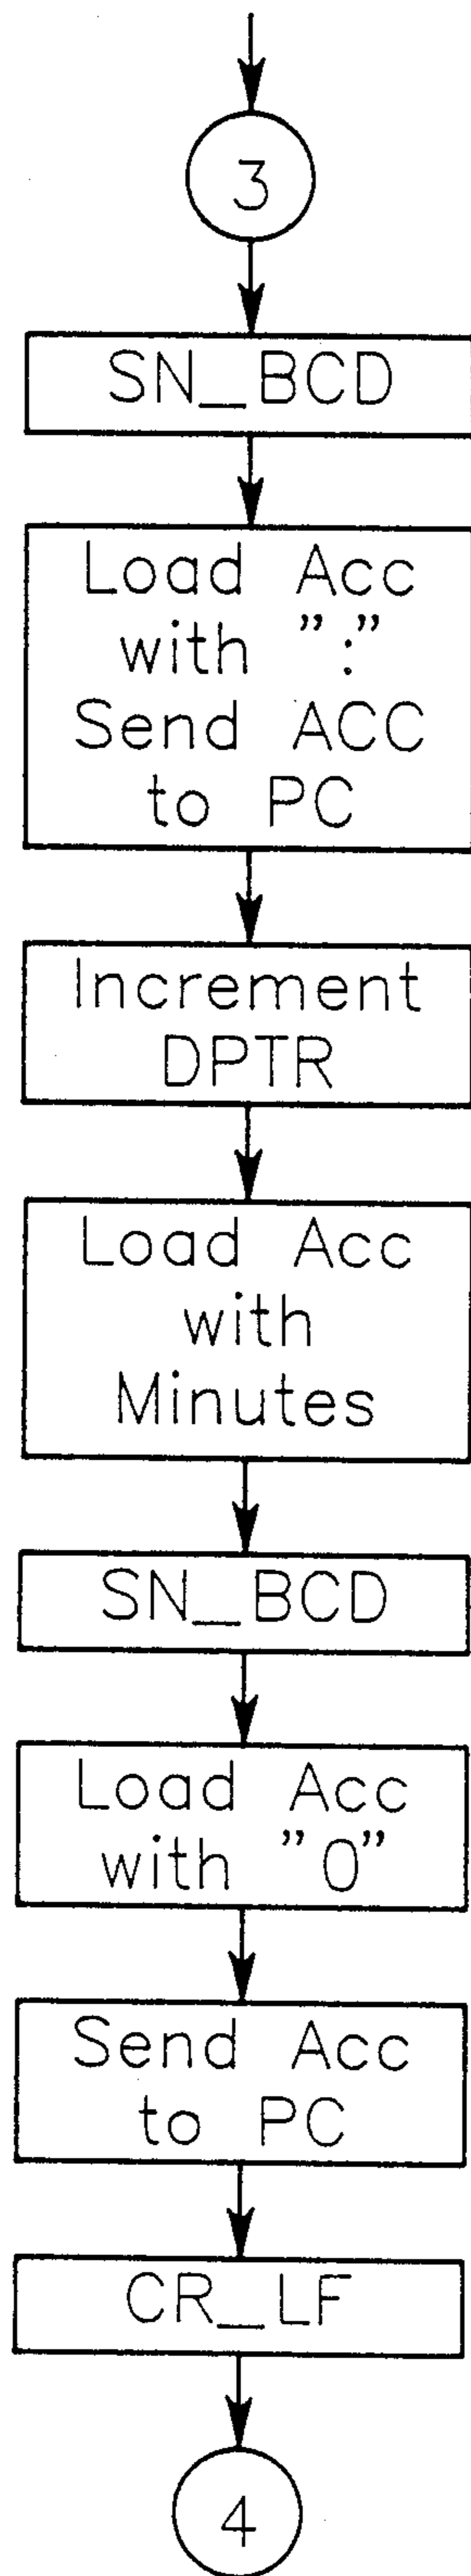 3
SN_BCD
Load Acc
with ":"
Send ACC
to PC
Increment
DPTR
Load Acc
with
Minutes
SN_BCD
Load Acc
with "0"
Send Acc
to PC
CR_LF
4